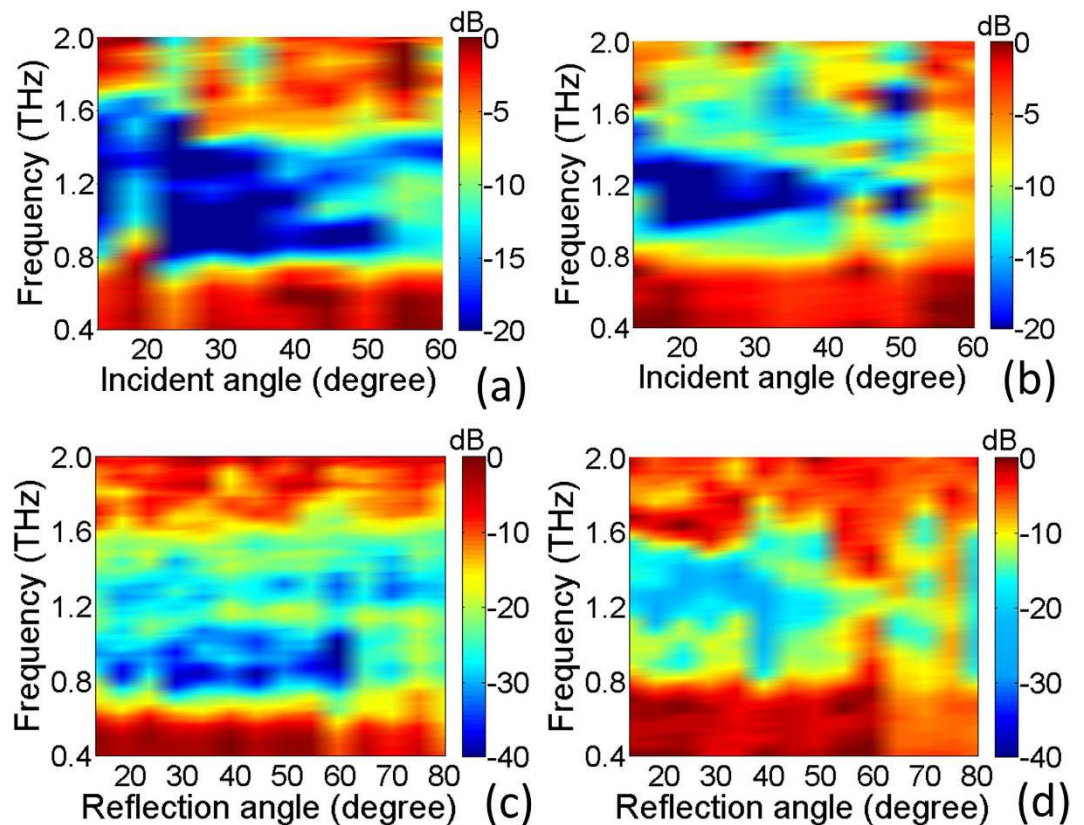 dB
2.0
1.6
1.2
0.8
0.4
Frequency (THz)
20 30 40 50 60
Incident angle (degree)
0
-5
-10
-15
-20
(a)
dB
2.0
1.6
1.2
0.8
0.4
Frequency (THz)
20 30 40 50 60
Incident angle (degree)
0
-5
-10
-15
-20
(b)
dB
2.0
1.6
1.2
0.8
0.4
Frequency (THz)
20 30 40 50 60 70 80
Reflection angle (degree)
0
-10
-20
-30
-40
(c)
dB
2.0
1.6
1.2
0.8
0.4
Frequency (THz)
20 30 40 50 60 70 80
Reflection angle (degree)
0
-10
-20
-30
-40
(d)